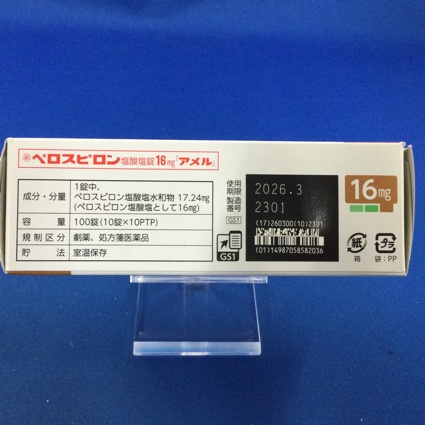 劇 ペロスピロン塩酸塩錠16mg「アメル」
成分・分量
1錠中、
ペロスピロン塩酸塩水和物 17.24mg
(ペロスピロン塩酸塩として16mg)
容量 100錠(10錠×10PTP)
規制区分 劇薬、処方箋医薬品
貯法 室温保存
使用期限 2026.3
製造番号 2301
GS1
(17)260300(10)2301
(01)14987058582036
GS1
16mg
紙
箱
プラ
袋:PP